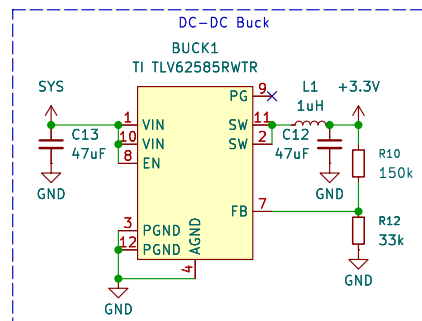 DC-DC Buck
BUCK1
TI TLV62585RWTR
SYS
C13
47uF
GND
1 VIN
10 VIN
8 EN
3 PGND
12 PGND
AGND
4
GND
PG 9
SW 11
SW 2
FB 7
L1
1uH
C12
47uF
GND
+3.3V
R10
150k
R12
33k
GND